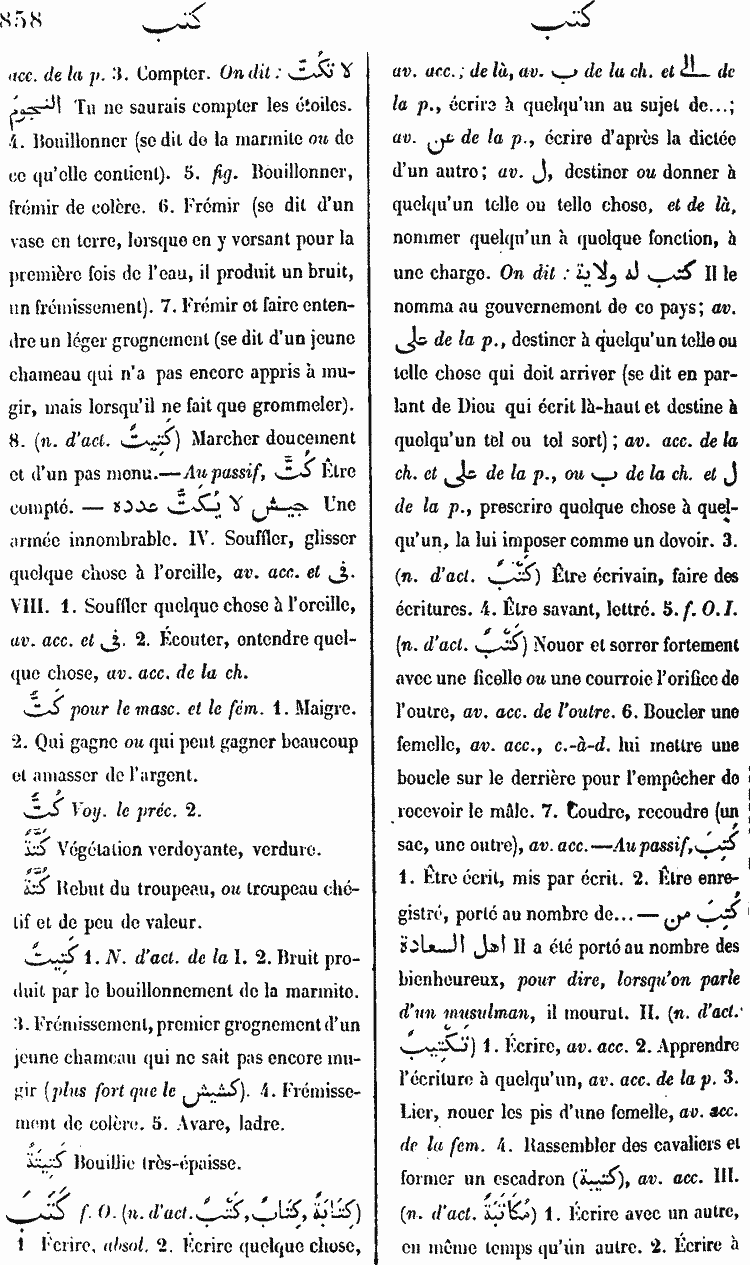 858 كتب كتب
acc. de la p. 3. Compter. On dit : لا تَكُتُّ
النجومَ Tu ne saurais compter les étoiles.
4. Bouillonner (se dit de la marmite ou de
ce qu'elle contient). 5. fig. Bouillonner,
frémir de colère. 6. Frémir (se dit d'un
vase en terre, lorsque en y versant pour la
première fois de l'eau, il produit un bruit,
un frémissement). 7. Frémir et faire enten-
dre un léger grognement (se dit d'un jeune
chameau qui n'a pas encore appris à mu-
gir, mais lorsqu'il ne fait que grommeler).
8. (n. d'act. كَتِيتٌ) Marcher doucement
et d'un pas menu.—Au passif, كُتَّ Être
compté. — جيش لا يُكَتُّ عدده Une
armée innombrable. IV. Souffler, glisser
quelque chose à l'oreille, av. acc. et فى.
VIII. 1. Souffler quelque chose à l'oreille,
av. acc. et فى. 2. Écouter, entendre quel-
que chose, av. acc. de la ch.
كَتٌّ pour le masc. et le fém. 1. Maigre.
2. Qui gagne ou qui peut gagner beaucoup
et amasser de l'argent.
كُتٌّ Voy. le préc. 2.
كَتَّةٌ Végétation verdoyante, verdure.
كُتَّةٌ Rebut du troupeau, ou troupeau ché-
tif et de peu de valeur.
كَتِيتٌ 1. N. d'act. de la I. 2. Bruit pro-
duit par le bouillonnement de la marmite.
3. Frémissement, premier grognement d'un
jeune chameau qui ne sait pas encore mu-
gir (plus fort que le كشيش). 4. Frémisse-
ment de colère. 5. Avare, ladre.
كَتِيتَةٌ Bouillie très-épaisse.
كَتَبَ f. O. (n. d'act. كَتْبٌ, كِتَابٌ, كِتَابَةٌ)
1 Écrire, absol. 2. Écrire quelque chose,
av. acc.; de là, av. ب de la ch. et الى de
la p., écrire à quelqu'un au sujet de...;
av. عن de la p., écrire d'après la dictée
d'un autre; av. ل, destiner ou donner à
quelqu'un telle ou telle chose, et de là,
nommer quelqu'un à quelque fonction, à
une charge. On dit : كتب له ولاية Il le
nomma au gouvernement de ce pays; av.
على de la p., destiner à quelqu'un telle ou
telle chose qui doit arriver (se dit en par-
lant de Dieu qui écrit là-haut et destine à
quelqu'un tel ou tel sort); av. acc. de la
ch. et على de la p., ou ب de la ch. et ل
de la p., prescrire quelque chose à quel-
qu'un, la lui imposer comme un devoir. 3.
(n. d'act. كَتْبٌ) Être écrivain, faire des
écritures. 4. Être savant, lettré. 5. f. O. I.
(n. d'act. كَتْبٌ) Nouer et serrer fortement
avec une ficelle ou une courroie l'orifice de
l'outre, av. acc. de l'outre. 6. Boucler une
femelle, av. acc., c.-à-d. lui mettre une
boucle sur le derrière pour l'empêcher de
recevoir le mâle. 7. Coudre, recoudre (un
sac, une outre), av. acc.—Au passif, كُتِبَ
1. Être écrit, mis par écrit. 2. Être enre-
gistré, porté au nombre de... — كُتِبَ من
اهل السعادة Il a été porté au nombre des
bienheureux, pour dire, lorsqu'on parle
d'un musulman, il mourut. II. (n. d'act.
تَكْتِيبٌ) 1. Écrire, av. acc. 2. Apprendre
l'écriture à quelqu'un, av. acc. de la p. 3.
Lier, nouer les pis d'une femelle, av. acc.
de la fem. 4. Rassembler des cavaliers et
former un escadron (كتيبة), av. acc. III.
(n. d'act. مُكَاتَبَةٌ) 1. Écrire avec un autre,
en même temps qu'un autre. 2. Écrire à